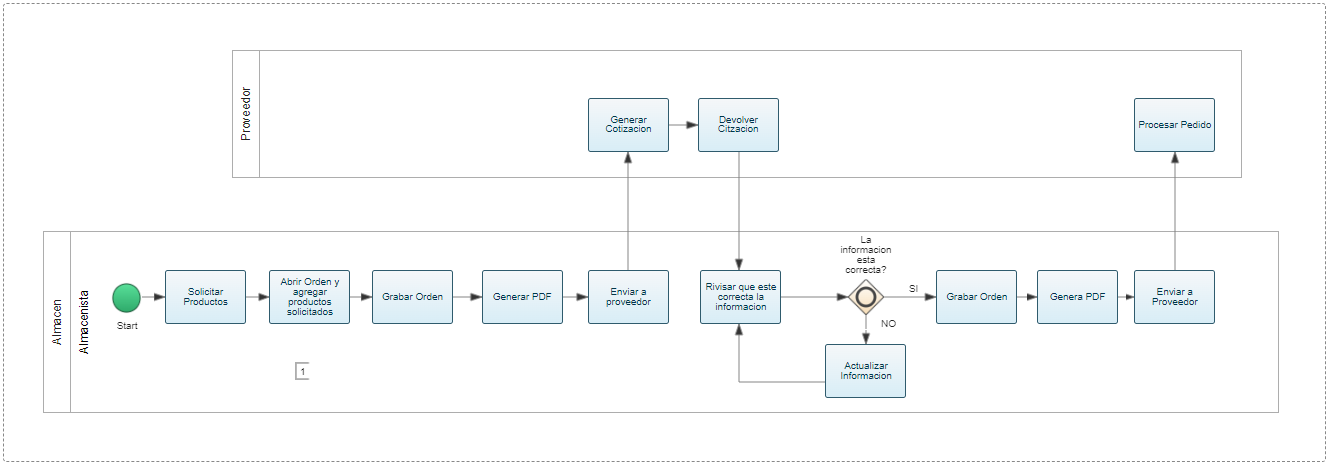 Proveedor
Generar
Cotizacion
Devolver
Citzacion
Procesar Pedido
Almacen
Almacenista
Start
Solicitar
Productos
Abrir Orden y
agregar
productos
solicitados
Grabar Orden
Generar PDF
Enviar a
proveedor
Rivisar que este
correcta la
informacion
La
informacion
esta
correcta?
SI
NO
Actualizar
Informacion
Grabar Orden
Genera PDF
Enviar a
Proveedor
1